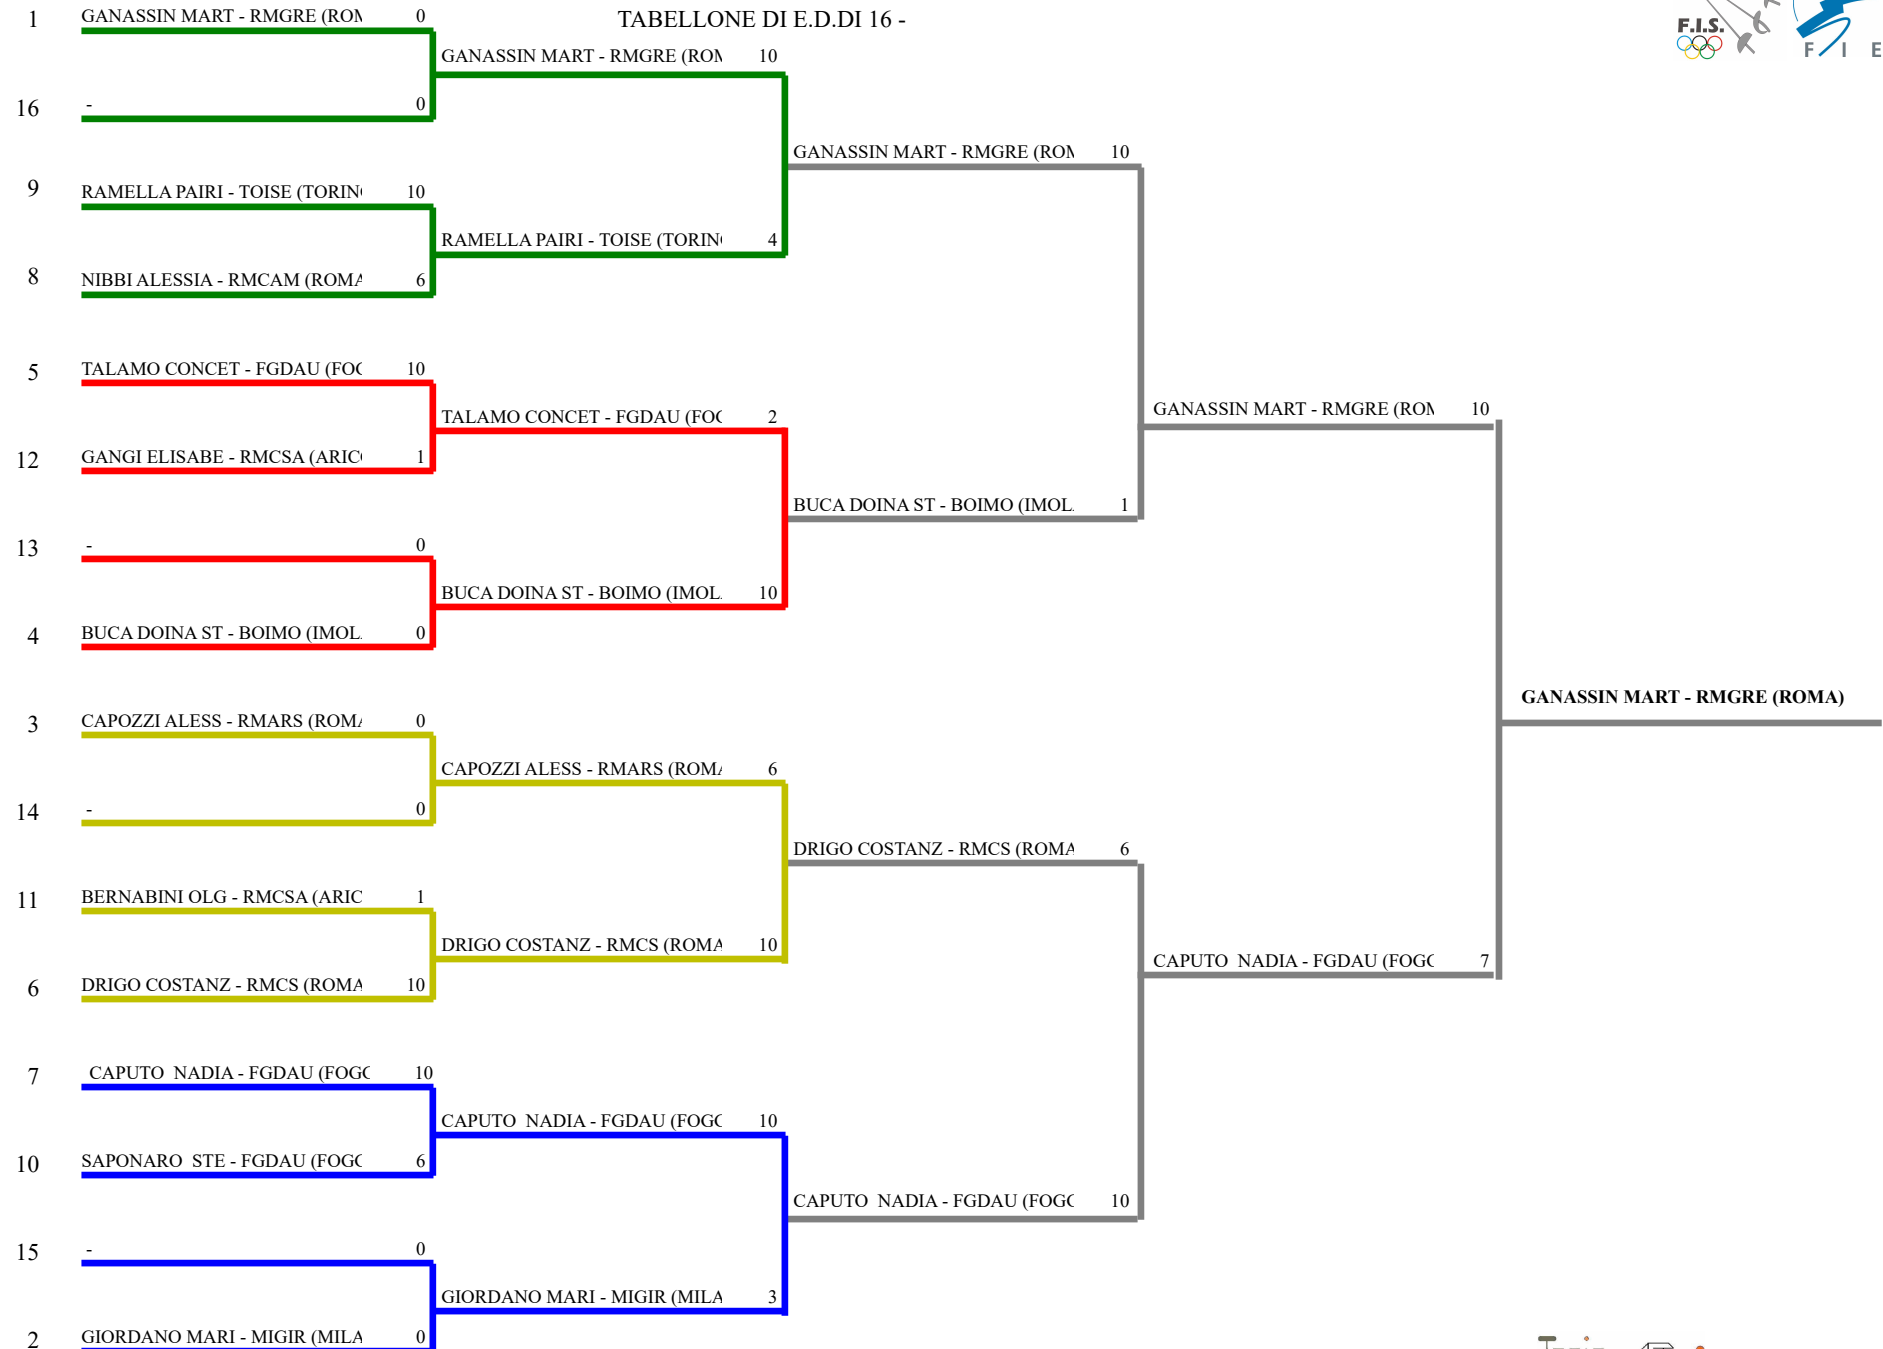 TABELLONE DI E.D.DI 16 -
F.I.S.
F I E
1 GANASSIN MART - RMGRE (ROM 0
GANASSIN MART - RMGRE (ROM 10
16 - 0
GANASSIN MART - RMGRE (ROM 10
9 RAMELLA PAIRI - TOISE (TORINO 10
RAMELLA PAIRI - TOISE (TORINO 4
8 NIBBI ALESSIA - RMCAM (ROMA 6
5 TALAMO CONCET - FGDAU (FOG 10
GANASSIN MART - RMGRE (ROM 10
TALAMO CONCET - FGDAU (FOG 2
12 GANGI ELISABE - RMCSA (ARIC 1
BUCA DOINA ST - BOIMO (IMOL 1
13 - 0
BUCA DOINA ST - BOIMO (IMOL 10
4 BUCA DOINA ST - BOIMO (IMOL 0
GANASSIN MART - RMGRE (ROMA)
3 CAPOZZI ALESS - RMARS (ROMA 0
CAPOZZI ALESS - RMARS (ROMA 6
14 - 0
DRIGO COSTANZ - RMCS (ROMA 6
11 BERNABINI OLG - RMCSA (ARIC 1
DRIGO COSTANZ - RMCS (ROMA 10
CAPUTO NADIA - FGDAU (FOGG 7
6 DRIGO COSTANZ - RMCS (ROMA 10
7 CAPUTO NADIA - FGDAU (FOGG 10
CAPUTO NADIA - FGDAU (FOGG 10
10 SAPONARO STE - FGDAU (FOGG 6
CAPUTO NADIA - FGDAU (FOGG 10
15 - 0
GIORDANO MARI - MIGIR (MILA 3
2 GIORDANO MARI - MIGIR (MILA 0